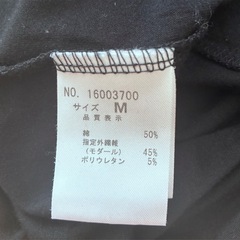 NO. 16003700
サイズ M
品質表示
綿 50%
指定外繊維
(モダール) 45%
ポリウレタン 5%